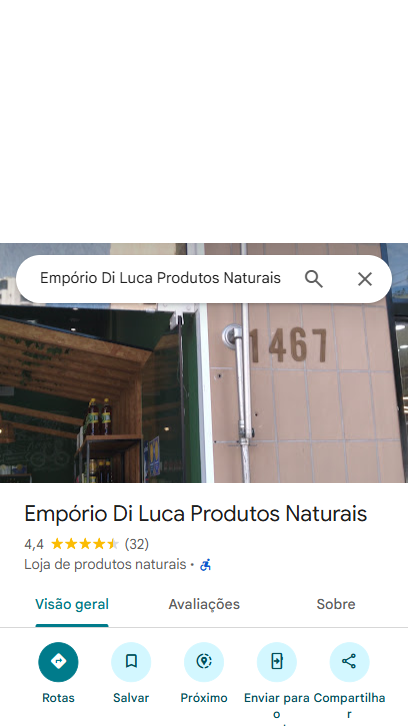 Empório Di Luca Produtos Naturais
1467
Empório Di Luca Produtos Naturais
4,4 (32)
Loja de produtos naturais ·
Visão geral Avaliações Sobre
Rotas Salvar Próximo Enviar para o Compartilhar